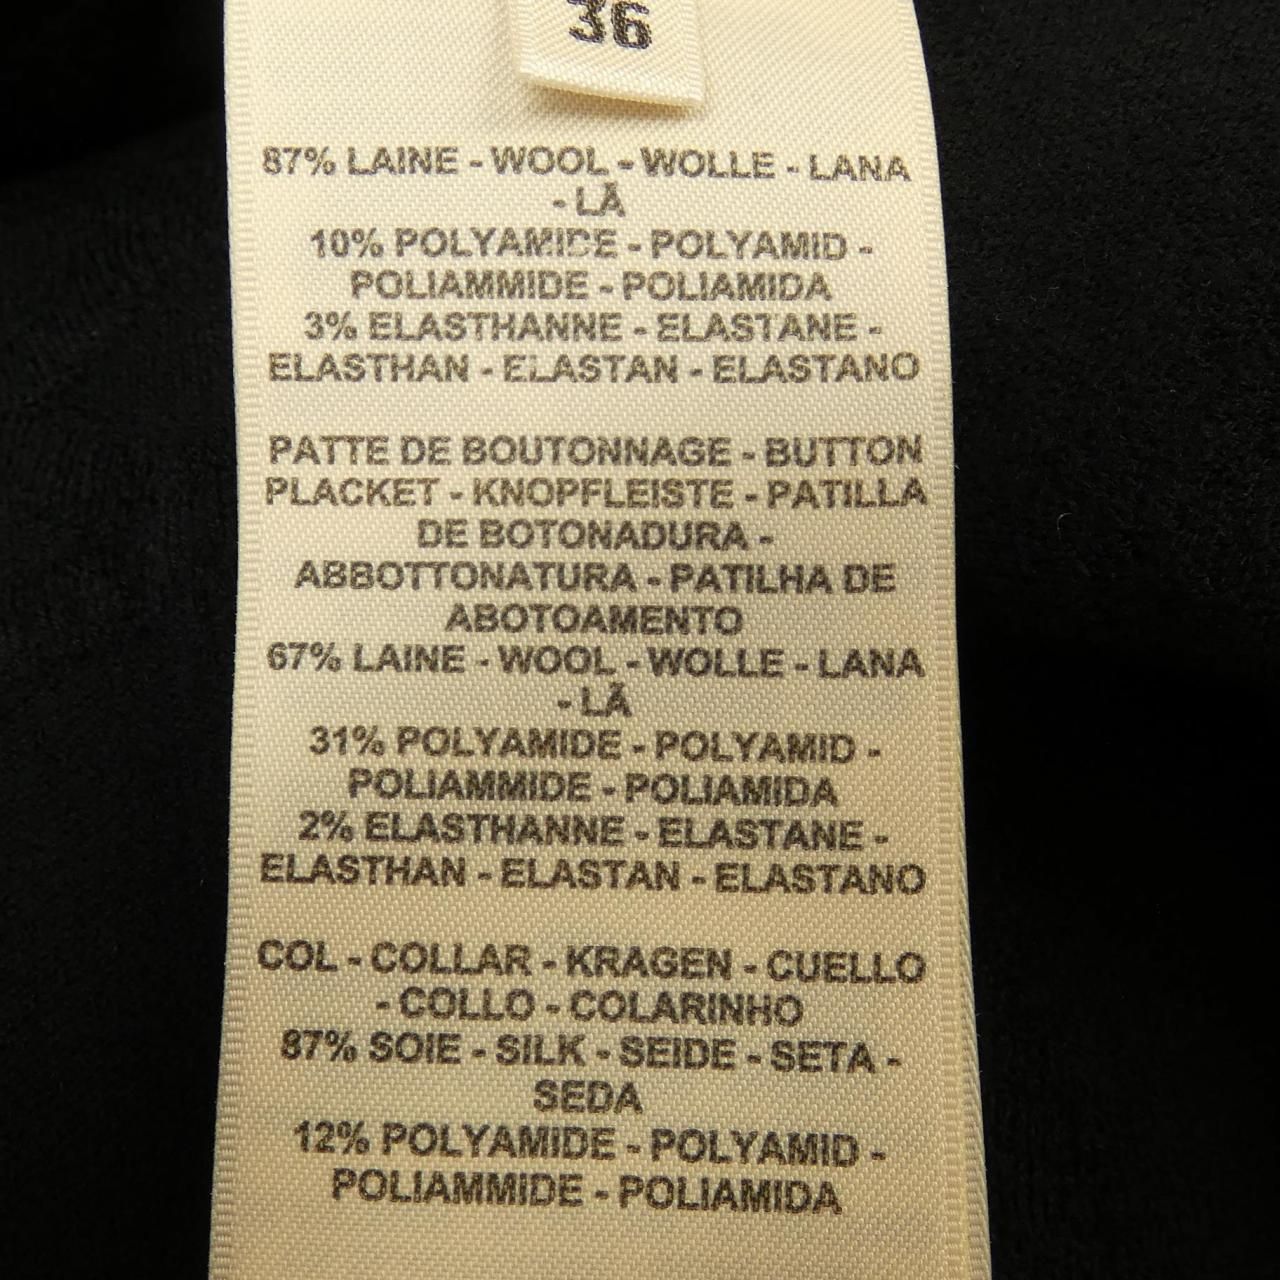 36
87% LAINE - WOOL - WOLLE - LANA
- LÃ
10% POLYAMIDE - POLYAMID -
POLIAMMIDE - POLIAMIDA
3% ELASTHANNE - ELASTANE -
ELASTHAN - ELASTAN - ELASTANO
PATTE DE BOUTONNAGE - BUTTON
PLACKET - KNOPFLEISTE - PATILLA
DE BOTONADURA -
ABBOTTONATURA - PATILHA DE
ABOTOAMENTO
67% LAINE - WOOL - WOLLE - LANA
- LÃ
31% POLYAMIDE - POLYAMID -
POLIAMMIDE - POLIAMIDA
2% ELASTHANNE - ELASTANE -
ELASTHAN - ELASTAN - ELASTANO
COL - COLLAR - KRAGEN - CUELLO
- COLLO - COLARINHO
87% SOIE - SILK - SEIDE - SETA -
SEDA
12% POLYAMIDE - POLYAMID -
POLIAMMIDE - POLIAMIDA